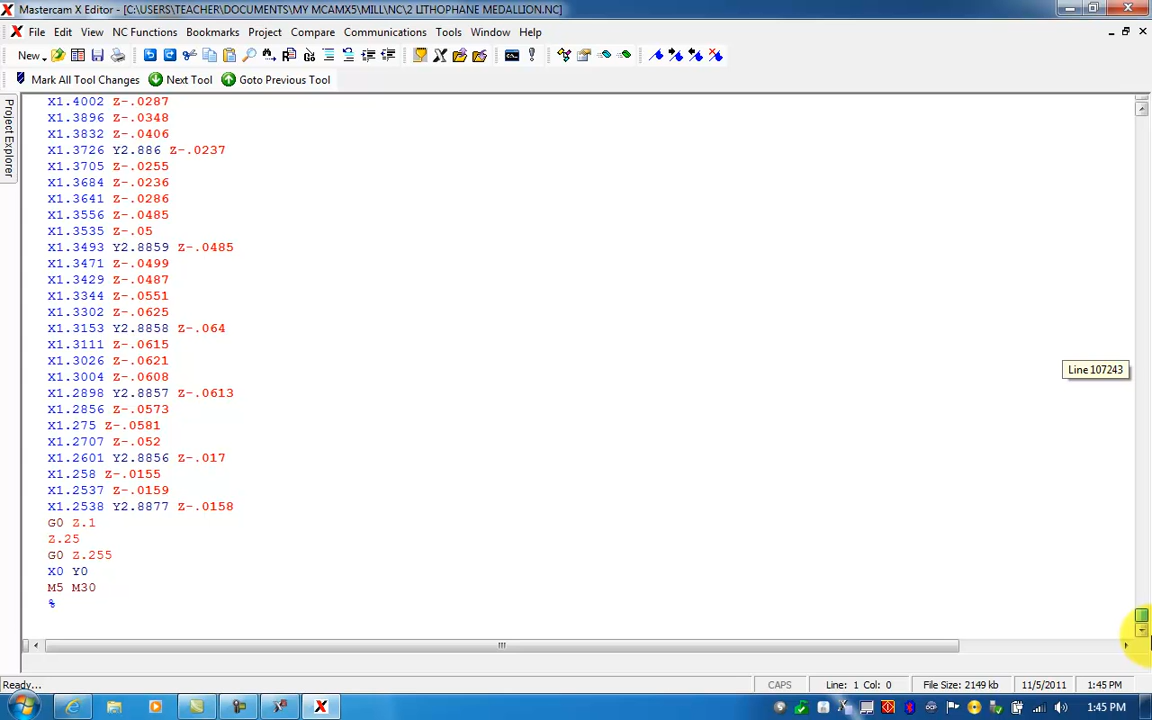 Mastercam X Editor - [C:\USERS\TEACHER\DOCUMENTS\MY MCAMX5\MILL\NC\2 LITHOPHANE MEDALLION.NC]
File Edit View NC Functions Bookmarks Project Compare Communications Tools Window Help
New
Mark All Tool Changes Next Tool Goto Previous Tool
Project Explorer
X1.4002 Z-.0287
X1.3896 Z-.0348
X1.3832 Z-.0406
X1.3726 Y2.886 Z-.0237
X1.3705 Z-.0255
X1.3684 Z-.0236
X1.3641 Z-.0286
X1.3556 Z-.0485
X1.3535 Z-.05
X1.3493 Y2.8859 Z-.0485
X1.3471 Z-.0499
X1.3429 Z-.0487
X1.3344 Z-.0551
X1.3302 Z-.0625
X1.3153 Y2.8858 Z-.064
X1.3111 Z-.0615
X1.3026 Z-.0621
X1.3004 Z-.0608
X1.2898 Y2.8857 Z-.0613
X1.2856 Z-.0573
X1.275 Z-.0581
X1.2707 Z-.052
X1.2601 Y2.8856 Z-.017
X1.258 Z-.0155
X1.2537 Z-.0159
X1.2538 Y2.8877 Z-.0158
G0 Z.1
Z.25
G0 Z.255
X0 Y0
M5 M30
%
Line 107243
Ready... CAPS Line: 1 Col: 0 File Size: 2149 kb 11/5/2011 1:45 PM
1:45 PM